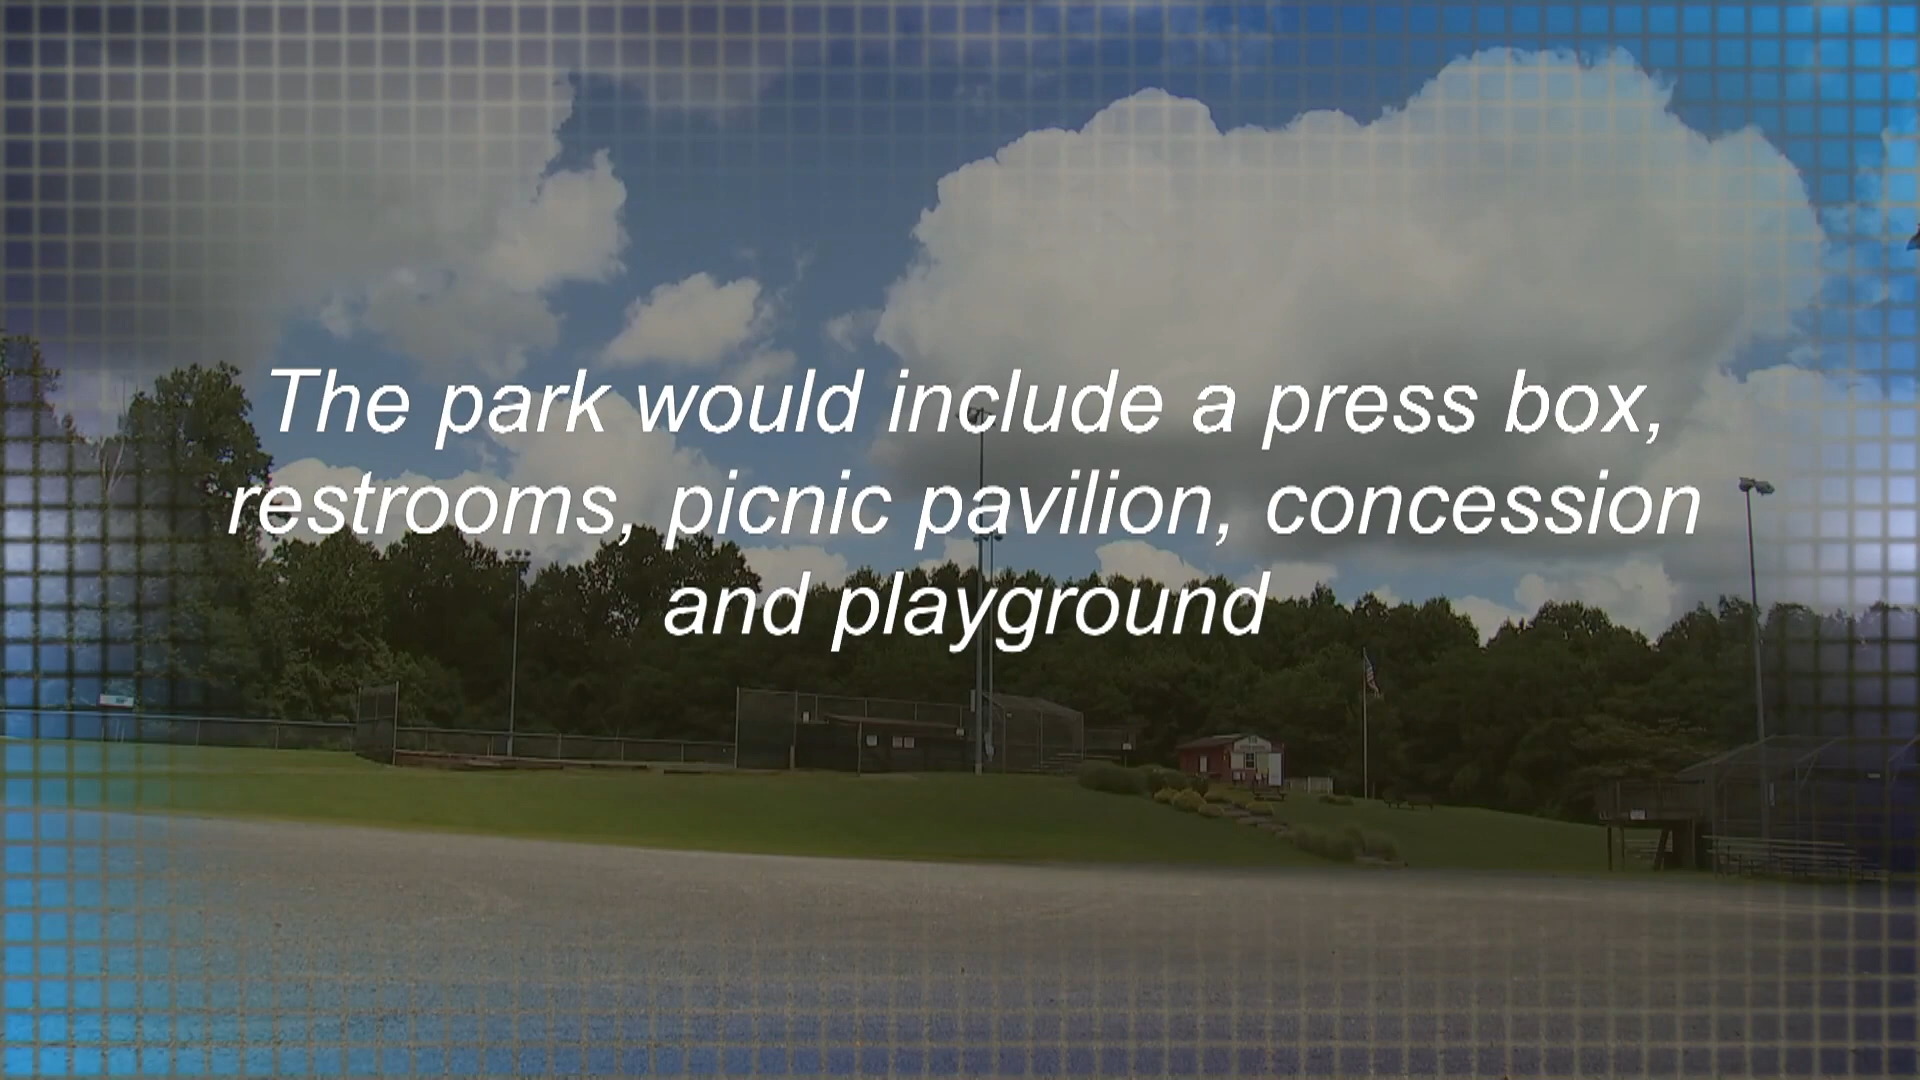 The park would include a press box,
restrooms, picnic pavilion, concession
and playground